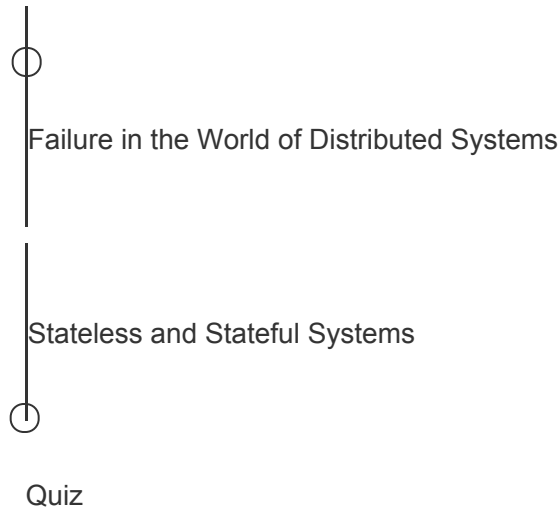 Failure in the World of Distributed Systems
Stateless and Stateful Systems
Quiz